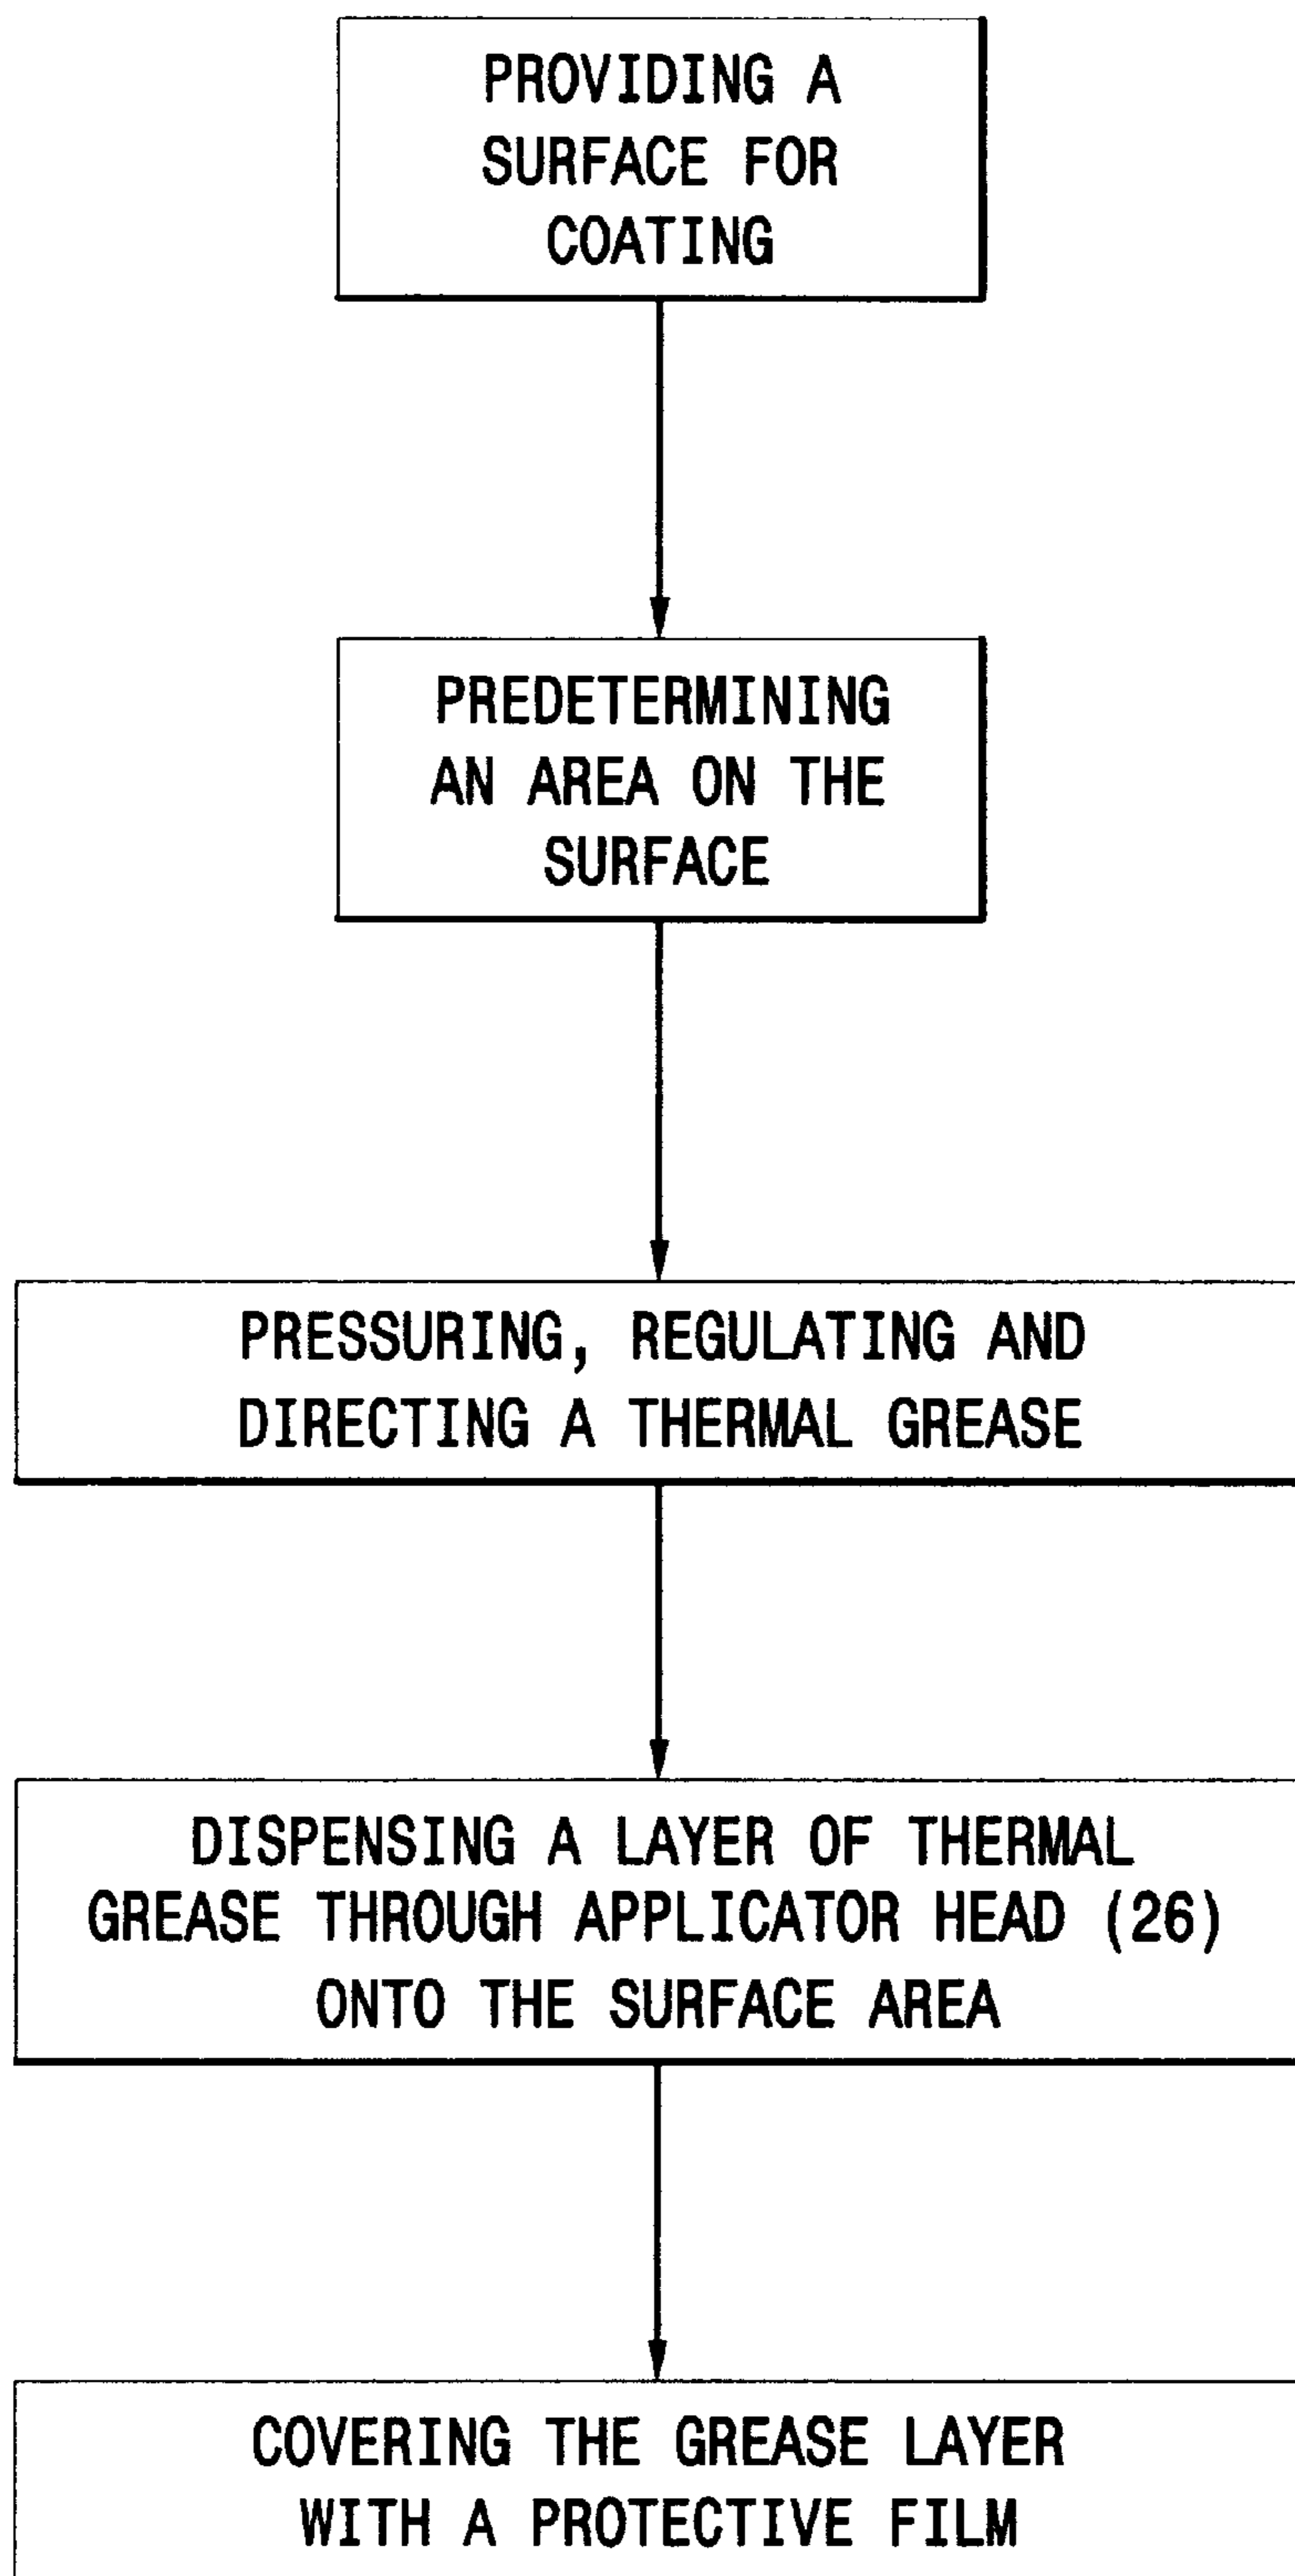 PROVIDING A
SURFACE FOR
COATING
PREDETERMINING
AN AREA ON THE
SURFACE
PRESSURING, REGULATING AND
DIRECTING A THERMAL GREASE
DISPENSING A LAYER OF THERMAL
GREASE THROUGH APPLICATOR HEAD (26)
ONTO THE SURFACE AREA
COVERING THE GREASE LAYER
WITH A PROTECTIVE FILM